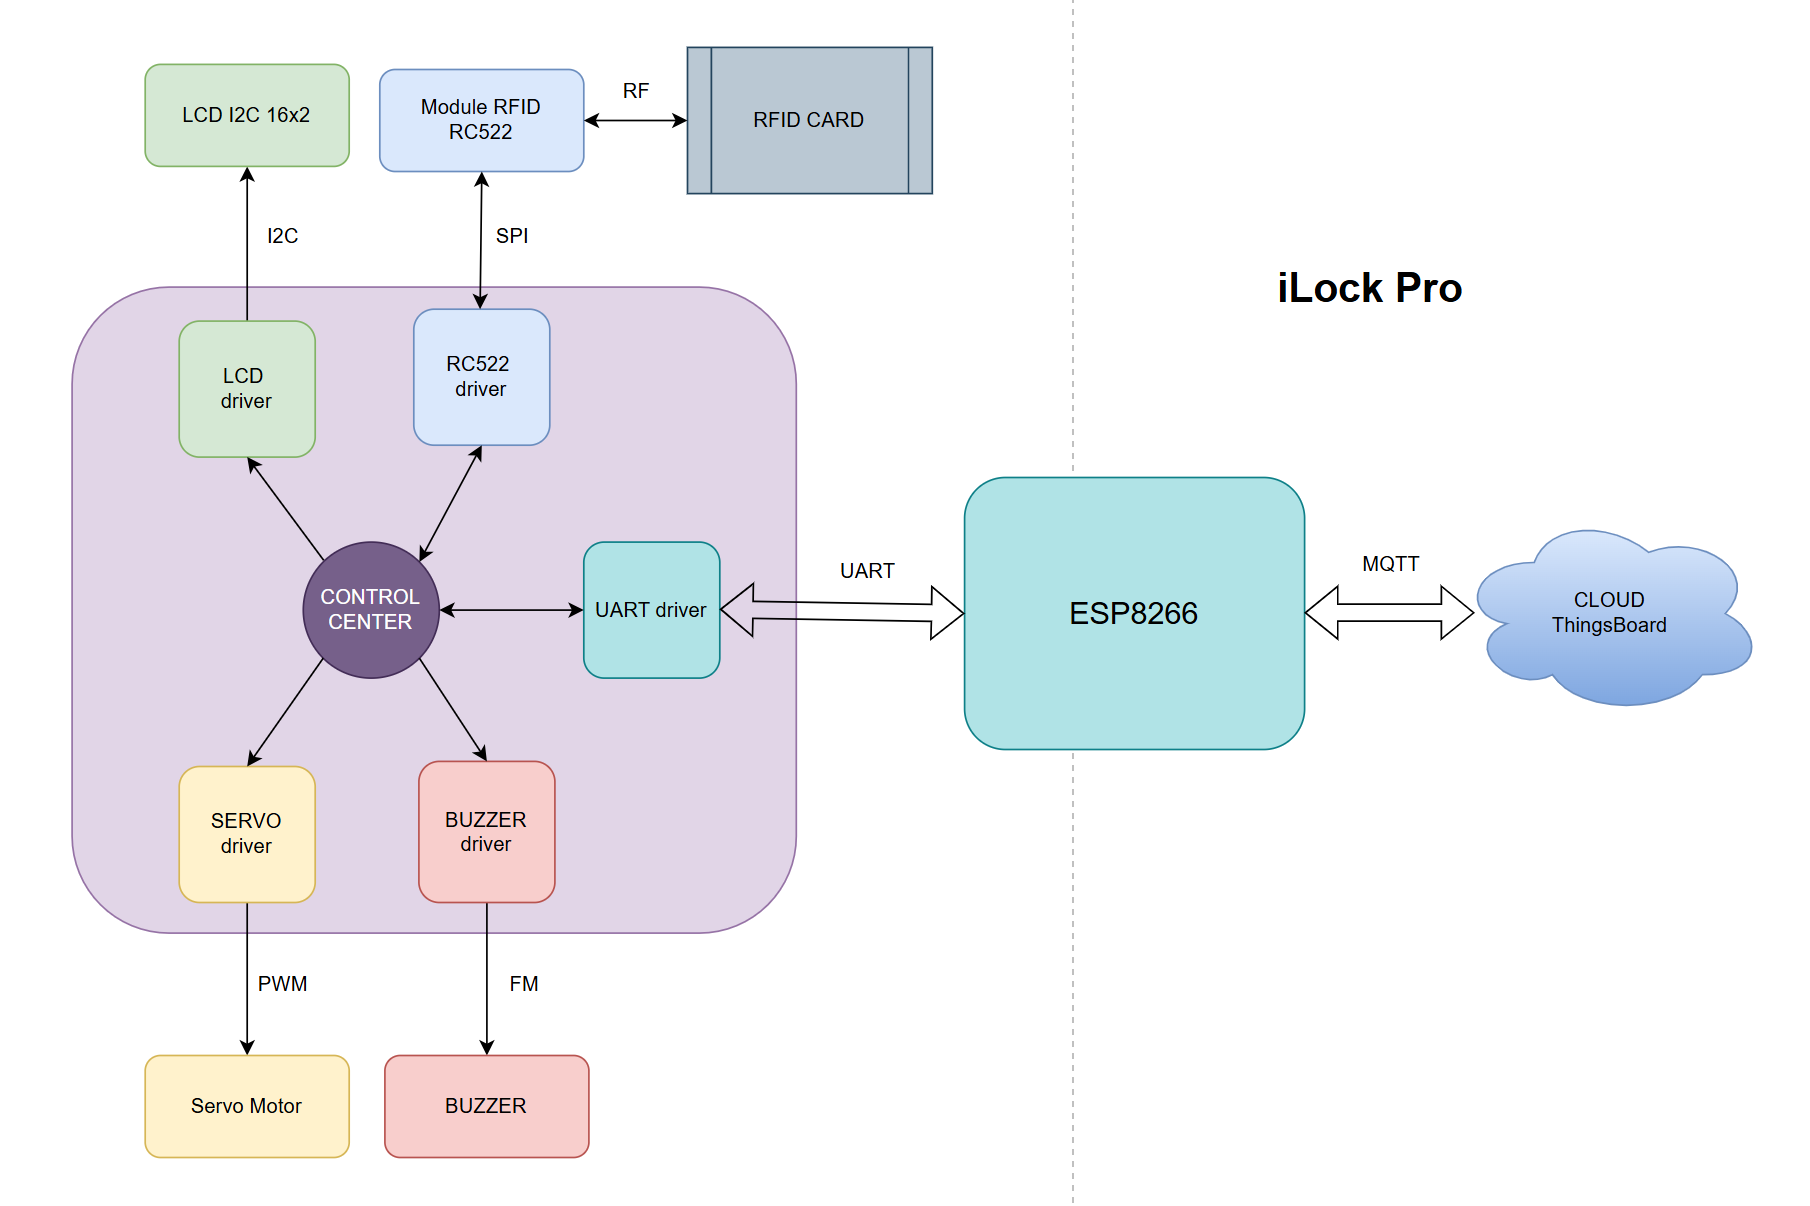 LCD I2C 16x2
Module RFID
RC522
RF
RFID CARD
I2C
SPI
iLock Pro
LCD
driver
RC522
driver
CONTROL
CENTER
UART driver
UART
ESP8266
MQTT
CLOUD
ThingsBoard
SERVO
driver
BUZZER
driver
PWM
FM
Servo Motor
BUZZER